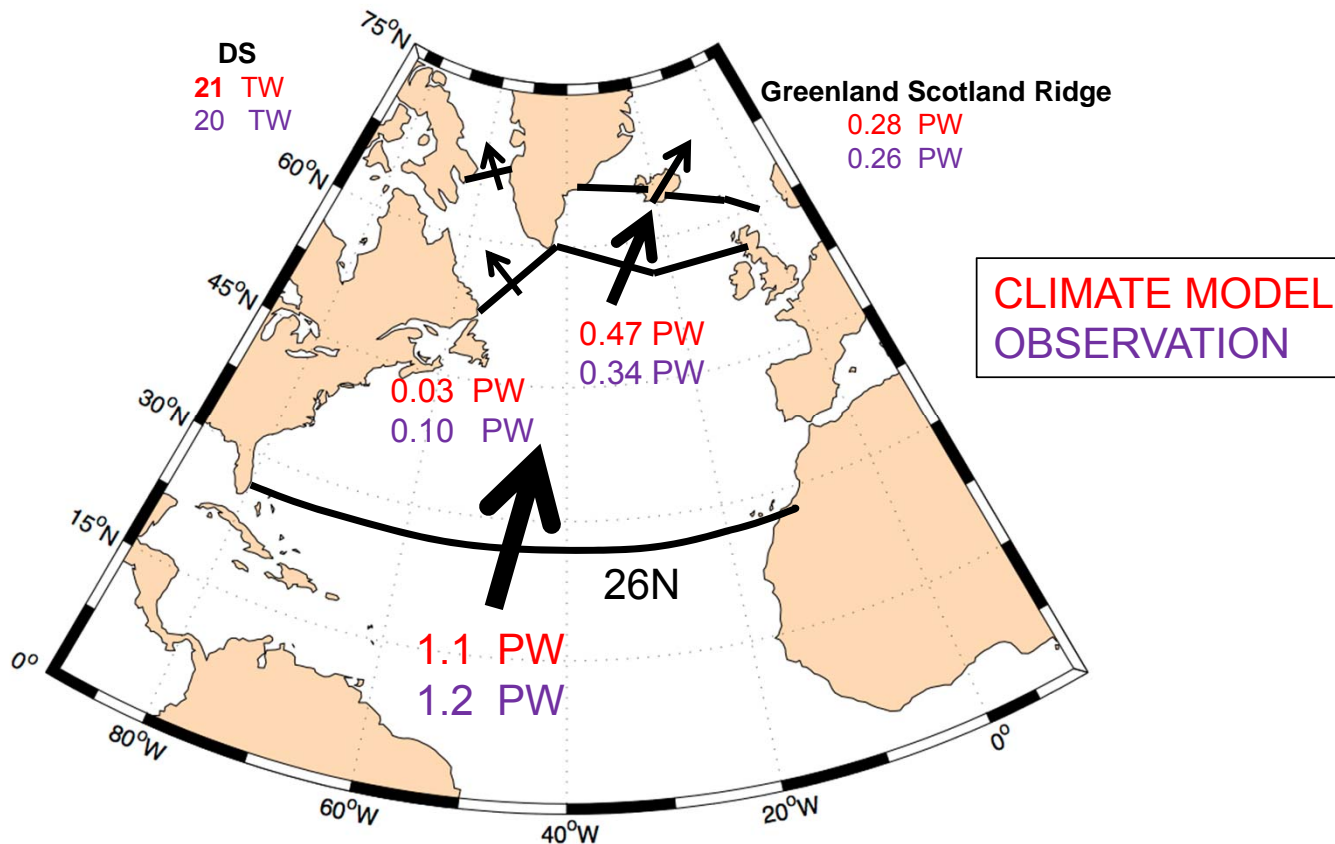 DS
21 TW
20 TW
Greenland Scotland Ridge
0.28 PW
0.26 PW
75°N
60°N
45°N
30°N
15°N
0°
0.47 PW
0.34 PW
0.03 PW
0.10 PW
CLIMATE MODEL
OBSERVATION
26N
1.1 PW
1.2 PW
80°W
60°W
40°W
20°W
0°